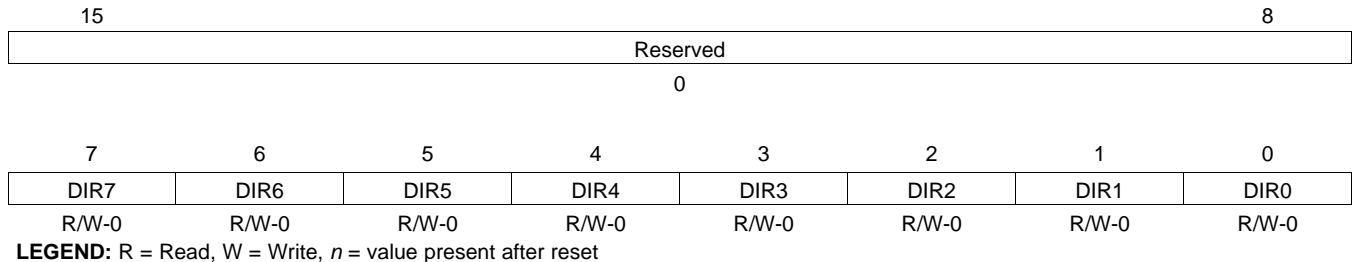 15 8
Reserved
0
7 6 5 4 3 2 1 0
DIR7 DIR6 DIR5 DIR4 DIR3 DIR2 DIR1 DIR0
R/W-0 R/W-0 R/W-0 R/W-0 R/W-0 R/W-0 R/W-0 R/W-0
LEGEND: R = Read, W = Write, n = value present after reset